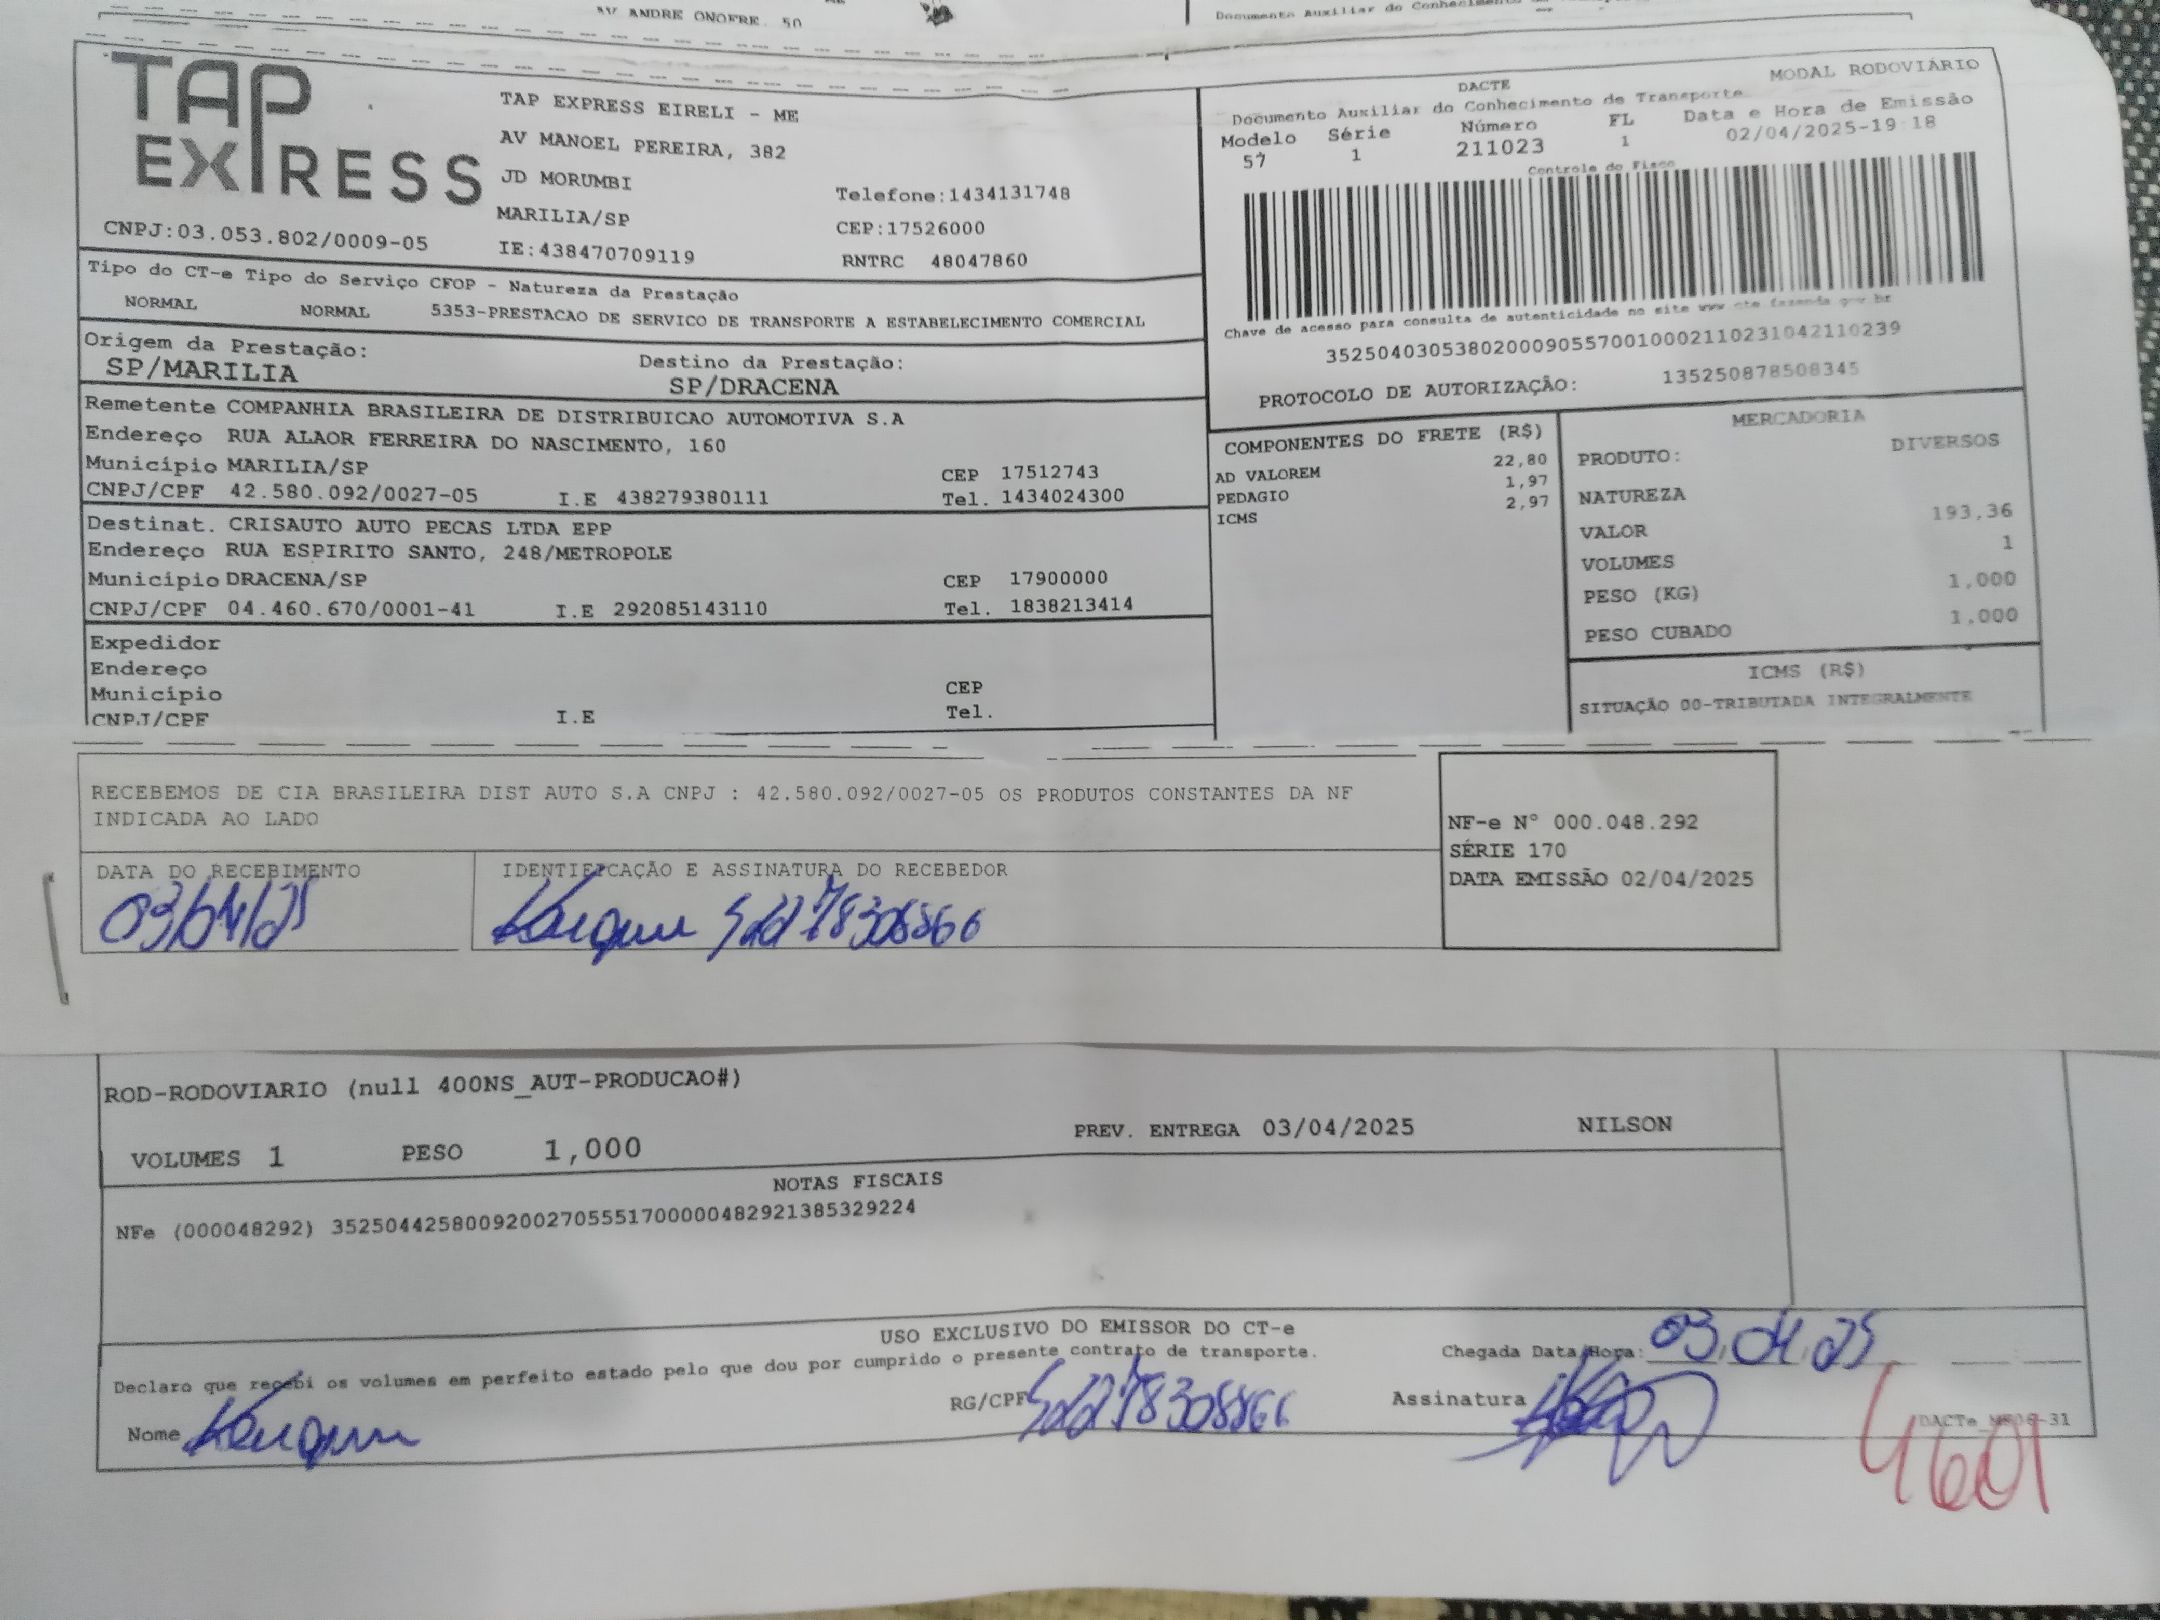 AV ANDRE ONOFRE, 50
TAP EXPRESS
TAP EXPRESS EIRELI - ME
AV MANOEL PEREIRA, 382
JD MORUMBI
MARILIA/SP
Telefone:1434131748
CEP:17526000
CNPJ:03.053.802/0009-05
IE:438470709119
RNTRC 48047860
DACTE
MODAL RODOVIÁRIO
Documento Auxiliar do Conhecimento de Transporte
Modelo Série Número FL Data e Hora de Emissão
57 1 211023 1 02/04/2025-19:18
Controle do Fisco
Chave de acesso para consulta de autenticidade no site www.cte.fazenda.gov.br
35250403053802000905570010002110231042110239
PROTOCOLO DE AUTORIZAÇÃO: 135250878508345
Tipo do CT-e Tipo do Serviço CFOP - Natureza da Prestação
NORMAL NORMAL 5353-PRESTACAO DE SERVICO DE TRANSPORTE A ESTABELECIMENTO COMERCIAL
Origem da Prestação: Destino da Prestação:
SP/MARILIA SP/DRACENA
Remetente COMPANHIA BRASILEIRA DE DISTRIBUICAO AUTOMOTIVA S.A
Endereço RUA ALAOR FERREIRA DO NASCIMENTO, 160
Município MARILIA/SP CEP 17512743
CNPJ/CPF 42.580.092/0027-05 I.E 438279380111 Tel. 1434024300
Destinat. CRISAUTO AUTO PECAS LTDA EPP
Endereço RUA ESPIRITO SANTO, 248/METROPOLE
Município DRACENA/SP CEP 17900000
CNPJ/CPF 04.460.670/0001-41 I.E 292085143110 Tel. 1838213414
Expedidor
Endereço
Município CEP
CNPJ/CPF I.E Tel.
COMPONENTES DO FRETE (R$)
AD VALOREM 22,80
PEDAGIO 1,97
ICMS 2,97
MERCADORIA
PRODUTO: DIVERSOS
NATUREZA
VALOR 193,36
VOLUMES 1
PESO (KG) 1,000
PESO CUBADO 1,000
ICMS (R$)
SITUAÇÃO 00-TRIBUTADA INTEGRALMENTE
RECEBEMOS DE CIA BRASILEIRA DIST AUTO S.A CNPJ : 42.580.092/0027-05 OS PRODUTOS CONSTANTES DA NF
INDICADA AO LADO
NF-e N° 000.048.292
SÉRIE 170
DATA EMISSÃO 02/04/2025
DATA DO RECEBIMENTO IDENTIFICAÇÃO E ASSINATURA DO RECEBEDOR
03/04/25
ROD-RODOVIARIO (null 400NS_AUT-PRODUCAO#)
VOLUMES 1 PESO 1,000 PREV. ENTREGA 03/04/2025 NILSON
NOTAS FISCAIS
NFe (000048292) 35250442580092002705551700000482921385329224
USO EXCLUSIVO DO EMISSOR DO CT-e
Declaro que recebi os volumes em perfeito estado pelo que dou por cumprido o presente contrato de transporte.
Chegada Data/Hora: 03 04 25
Nome
RG/CPF
Assinatura
4601